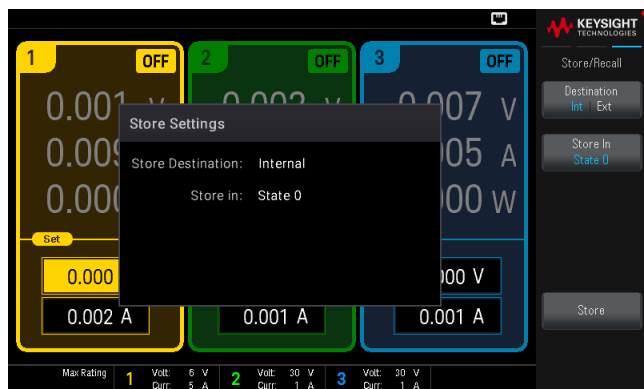 KEYSIGHT
TECHNOLOGIES
1 OFF 2 OFF 3 OFF
Store/Recall
Destination
Int | Ext
0.001 V 0.007 V
Store Settings
Store In
State 0
Store Destination: Internal
A
Store in: State 0
W
Set
0.000 V
0.002 A 0.001 A 0.001 A
Store
Max Rating 1 Volt: 6 V 2 Volt: 30 V 3 Volt: 30 V
Curr: 5 A Curr: 1 A Curr: 1 A